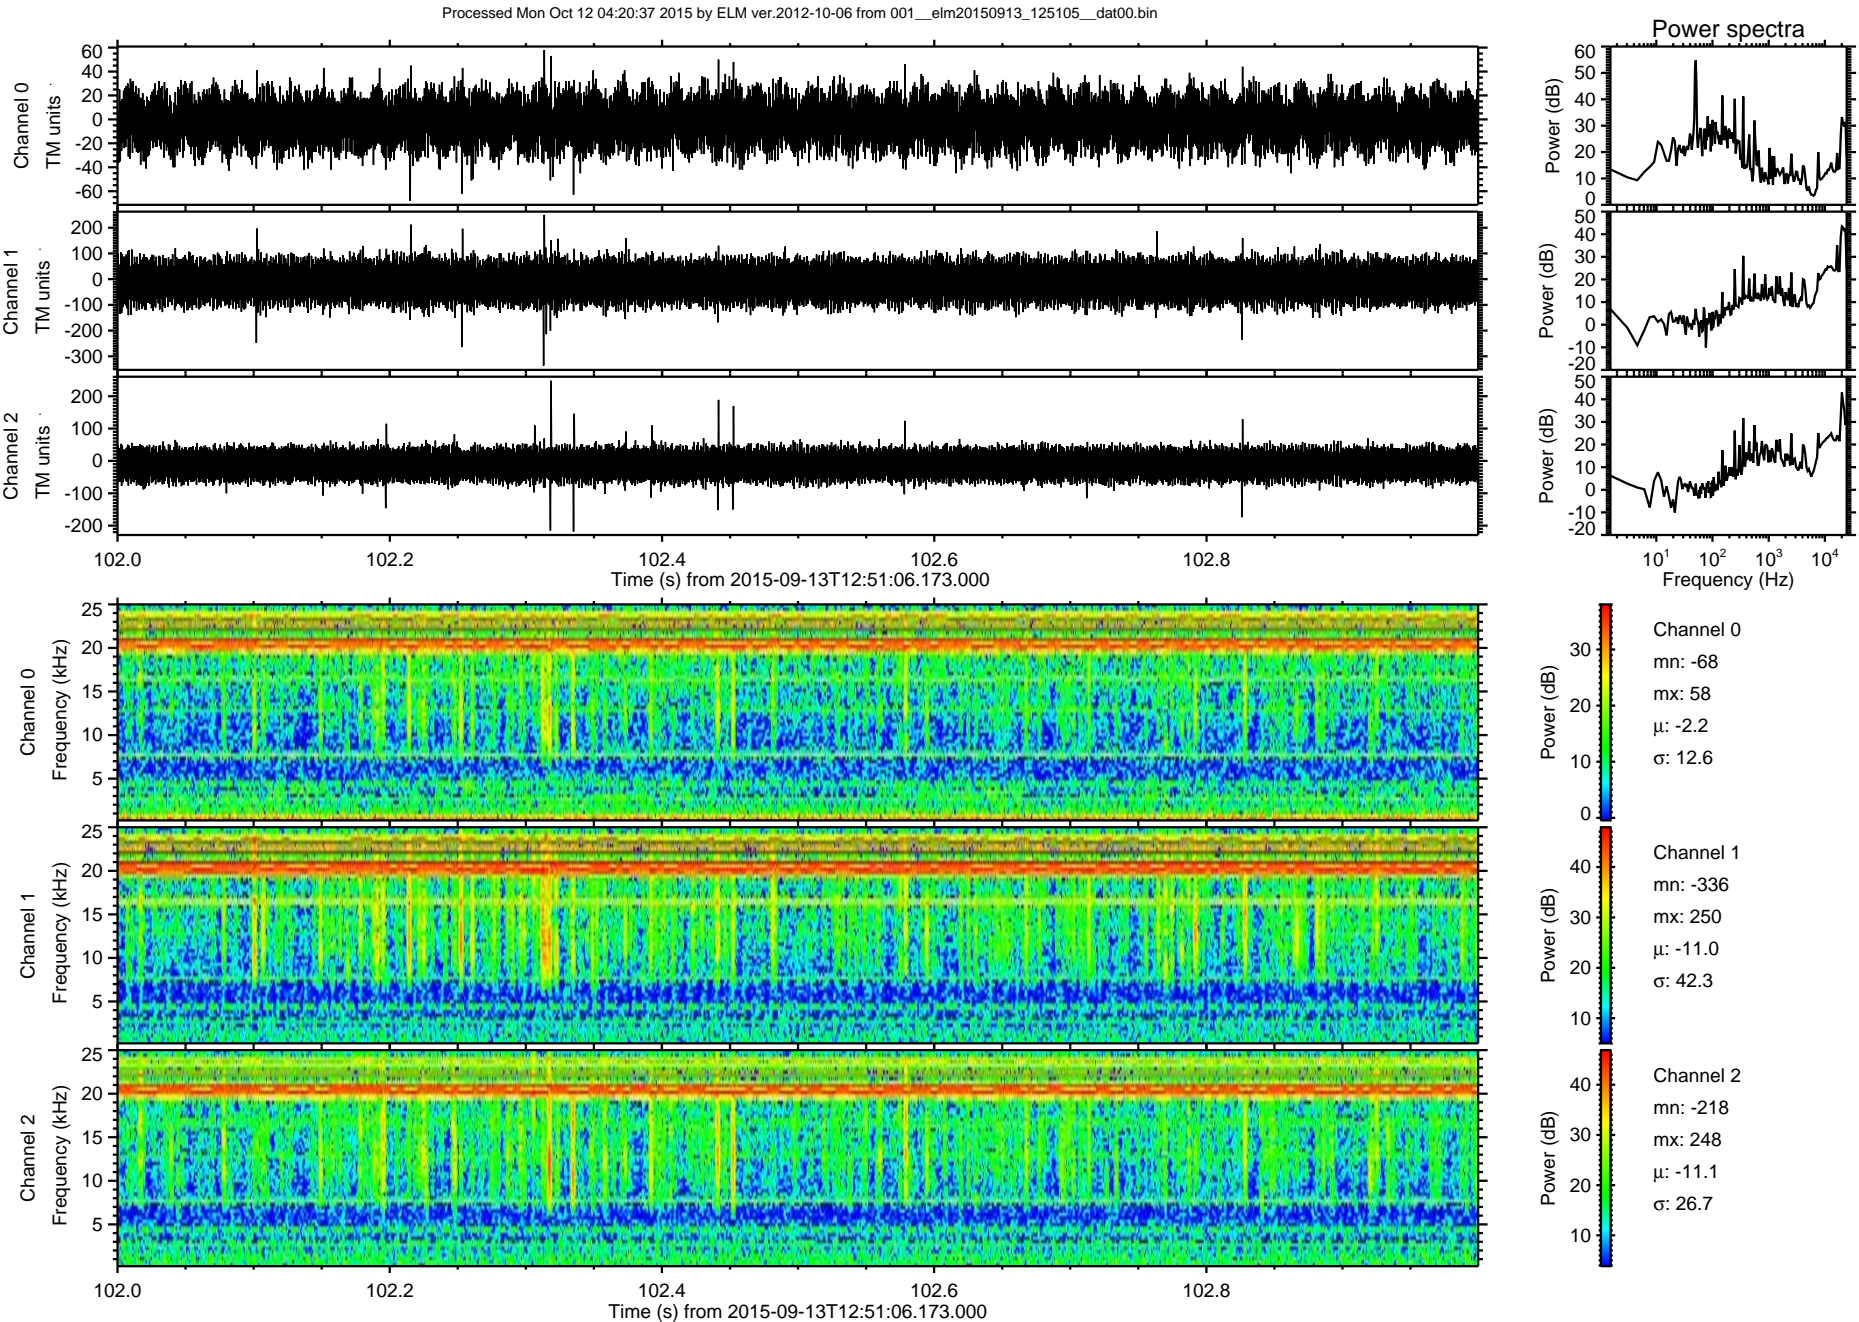 Processed Mon Oct 12 04:20:37 2015 by ELM ver.2012-10-06 from 001__elm20150913_125105__dat00.bin
Power spectra
Channel 0
TM units
60
40
20
0
-20
-40
-60
Power (dB)
60
50
40
30
20
10
0
Channel 1
TM units
200
100
0
-100
-200
-300
Power (dB)
50
40
30
20
10
0
-10
-20
Channel 2
TM units
200
100
0
-100
-200
Power (dB)
50
40
30
20
10
0
-10
-20
102.0 102.2 102.4 102.6 102.8
Time (s) from 2015-09-13T12:51:06.173.000
10¹ 10² 10³ 10⁴
Frequency (Hz)
Channel 0
Frequency (kHz)
25
20
15
10
5
Power (dB)
30
20
10
0
Channel 0
mn: -68
mx: 58
μ: -2.2
σ: 12.6
Channel 1
Frequency (kHz)
25
20
15
10
5
Power (dB)
40
30
20
10
Channel 1
mn: -336
mx: 250
μ: -11.0
σ: 42.3
Channel 2
Frequency (kHz)
25
20
15
10
5
Power (dB)
40
30
20
10
Channel 2
mn: -218
mx: 248
μ: -11.1
σ: 26.7
102.0 102.2 102.4 102.6 102.8
Time (s) from 2015-09-13T12:51:06.173.000